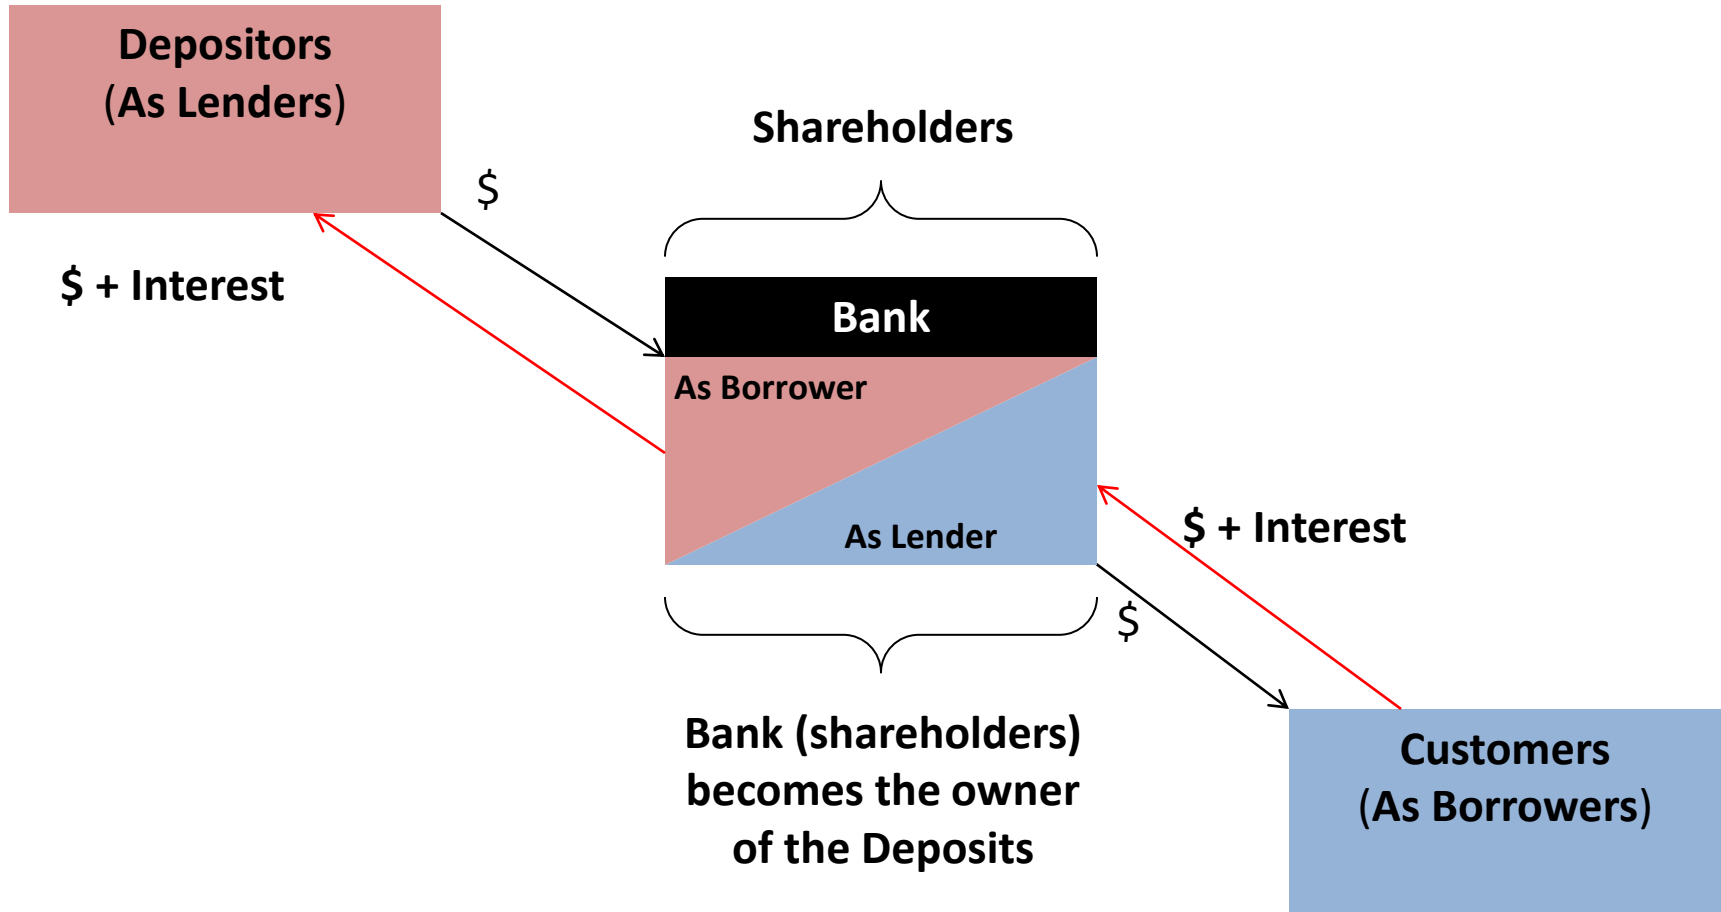 Depositors
(As Lenders)
Shareholders
$
$ + Interest
Bank
As Borrower
As Lender
$ + Interest
$
Bank (shareholders)
becomes the owner
of the Deposits
Customers
(As Borrowers)